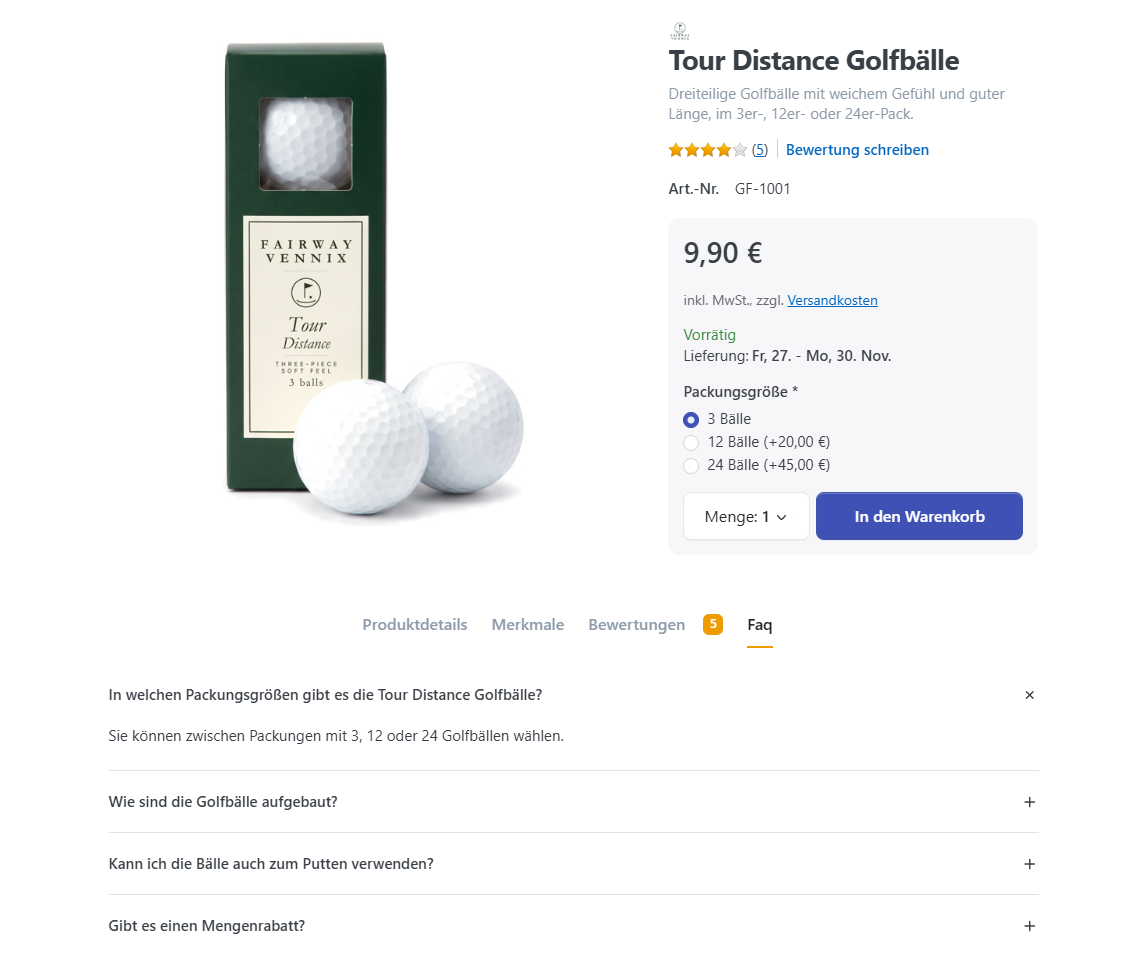 FAIRWAY
VENNIX
Tour
Distance
THREE-PIECE
SOFT FEEL
3 balls
FAIRWAY
VENNIX
Tour Distance Golfbälle
Dreiteilige Golfbälle mit weichem Gefühl und guter
Länge, im 3er-, 12er- oder 24er-Pack.
(5) Bewertung schreiben
Art.-Nr. GF-1001
9,90 €
inkl. MwSt., zzgl. Versandkosten
Vorrätig
Lieferung: Fr, 27. - Mo, 30. Nov.
Packungsgröße *
3 Bälle
12 Bälle (+20,00 €)
24 Bälle (+45,00 €)
Menge: 1 In den Warenkorb
Produktdetails Merkmale Bewertungen 5 Faq
In welchen Packungsgrößen gibt es die Tour Distance Golfbälle?
Sie können zwischen Packungen mit 3, 12 oder 24 Golfbällen wählen.
Wie sind die Golfbälle aufgebaut?
Kann ich die Bälle auch zum Putten verwenden?
Gibt es einen Mengenrabatt?